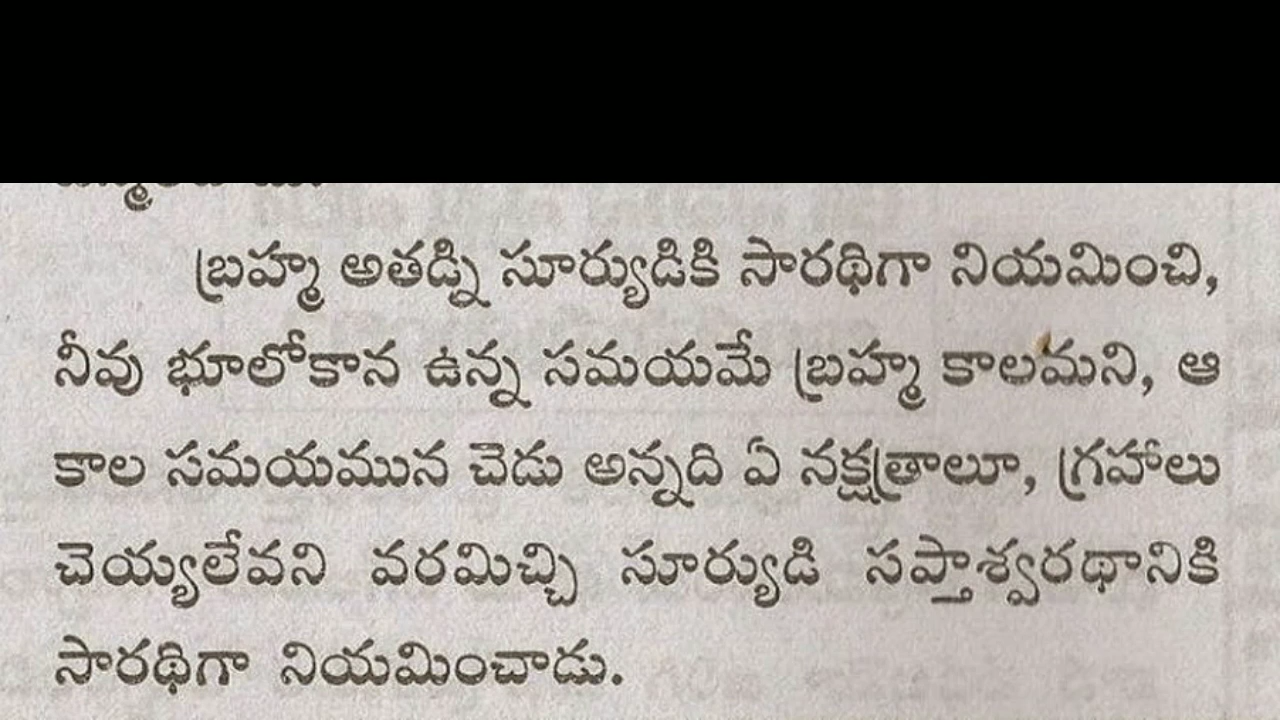 బ్రహ్మ అతడ్ని సూర్యుడికి సారథిగా నియమించి,
నీవు భూలోకాన ఉన్న సమయమే బ్రహ్మ కాలమని, ఆ
కాల సమయమున చెడు అన్నది ఏ నక్షత్రాలూ, గ్రహాలు
చెయ్యలేవని వరమిచ్చి సూర్యుడి సప్తాశ్వరథానికి
సారథిగా నియమించాడు.